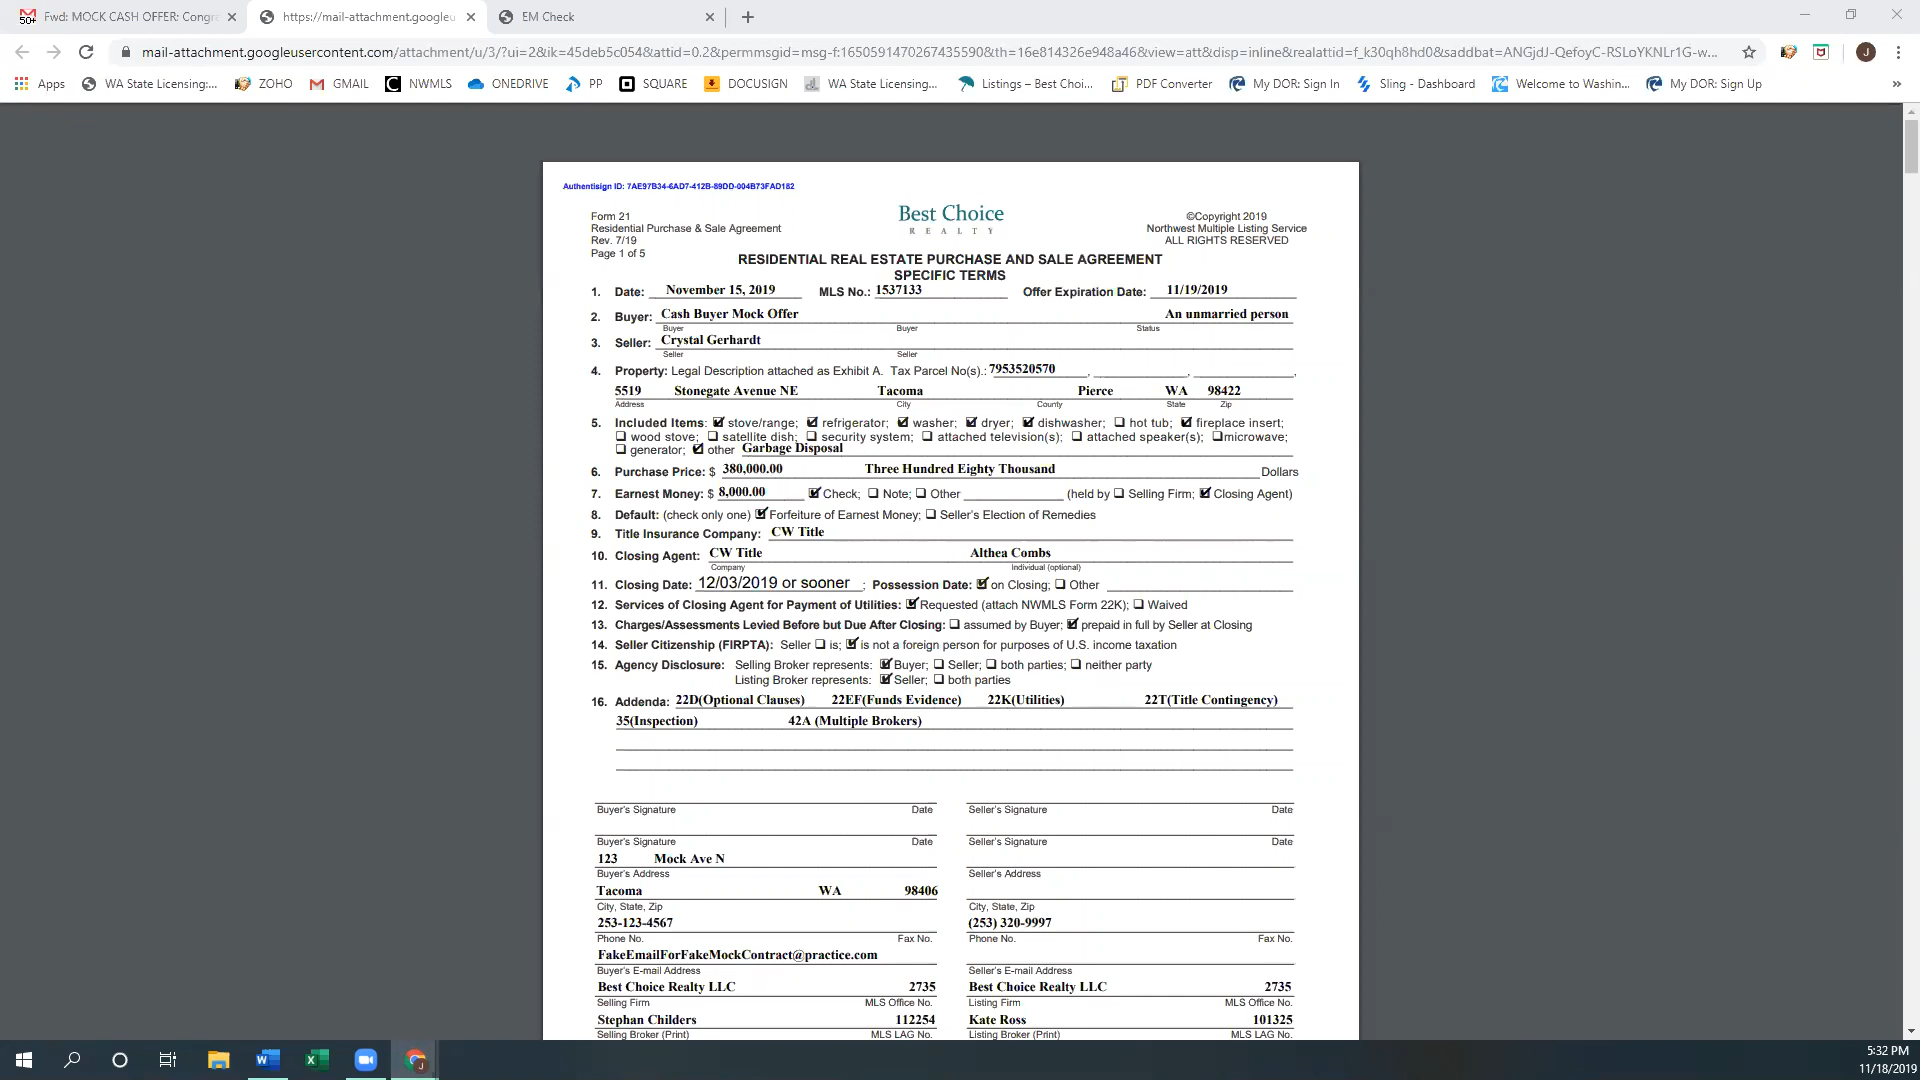 Fwd: MOCK CASH OFFER: Congra
https://mail-attachment.googleu
EM Check
mail-attachment.googleusercontent.com/attachment/u/3/?ui=2&ik=45deb5c054&attid=0.2&permmsgid=msg-f:1650591470267435590&th=16e814326e948a46&view=att&disp=inline&realattid=f_k30qh8hd0&saddbat=ANGjdJ-QefoyC-RSLoYKNLr1G-w...
J
Apps WA State Licensing:... ZOHO GMAIL NWMLS ONEDRIVE PP SQUARE DOCUSIGN WA State Licensing... Listings – Best Choi... PDF Converter My DOR: Sign In Sling - Dashboard Welcome to Washin... My DOR: Sign Up »
Authentisign ID: 7AE97B34-6AD7-412B-89DD-004B73FAD182
Form 21
Residential Purchase & Sale Agreement
Rev. 7/19
Page 1 of 5
Best Choice
REALTY
©Copyright 2019
Northwest Multiple Listing Service
ALL RIGHTS RESERVED
RESIDENTIAL REAL ESTATE PURCHASE AND SALE AGREEMENT
SPECIFIC TERMS
1. Date: November 15, 2019 MLS No.: 1537133 Offer Expiration Date: 11/19/2019
2. Buyer: Cash Buyer Mock Offer An unmarried person
Buyer Buyer Status
3. Seller: Crystal Gerhardt
Seller Seller
4. Property: Legal Description attached as Exhibit A. Tax Parcel No(s).: 7953520570 , , ,
5519 Stonegate Avenue NE Tacoma Pierce WA 98422
Address City County State Zip
5. Included Items: stove/range; refrigerator; washer; dryer; dishwasher; hot tub; fireplace insert;
wood stove; satellite dish; security system; attached television(s); attached speaker(s); microwave;
generator; other Garbage Disposal
6. Purchase Price: $ 380,000.00 Three Hundred Eighty Thousand Dollars
7. Earnest Money: $ 8,000.00 Check; Note; Other (held by Selling Firm; Closing Agent)
8. Default: (check only one) Forfeiture of Earnest Money; Seller's Election of Remedies
9. Title Insurance Company: CW Title
10. Closing Agent: CW Title Althea Combs
Company Individual (optional)
11. Closing Date: 12/03/2019 or sooner ; Possession Date: on Closing; Other
12. Services of Closing Agent for Payment of Utilities: Requested (attach NWMLS Form 22K); Waived
13. Charges/Assessments Levied Before but Due After Closing: assumed by Buyer; prepaid in full by Seller at Closing
14. Seller Citizenship (FIRPTA): Seller is; is not a foreign person for purposes of U.S. income taxation
15. Agency Disclosure: Selling Broker represents: Buyer; Seller; both parties; neither party
Listing Broker represents: Seller; both parties
16. Addenda: 22D(Optional Clauses) 22EF(Funds Evidence) 22K(Utilities) 22T(Title Contingency)
35(Inspection) 42A (Multiple Brokers)
Buyer's Signature Date Seller's Signature Date
Buyer's Signature Date Seller's Signature Date
123 Mock Ave N
Buyer's Address Seller's Address
Tacoma WA 98406
City, State, Zip City, State, Zip
253-123-4567 (253) 320-9997
Phone No. Fax No. Phone No. Fax No.
FakeEmailForFakeMockContract@practice.com
Buyer's E-mail Address Seller's E-mail Address
Best Choice Realty LLC 2735 Best Choice Realty LLC 2735
Selling Firm MLS Office No. Listing Firm MLS Office No.
Stephan Childers 112254 Kate Ross 101325
Selling Broker (Print) MLS LAG No. Listing Broker (Print) MLS LAG No.
5:32 PM
11/18/2019